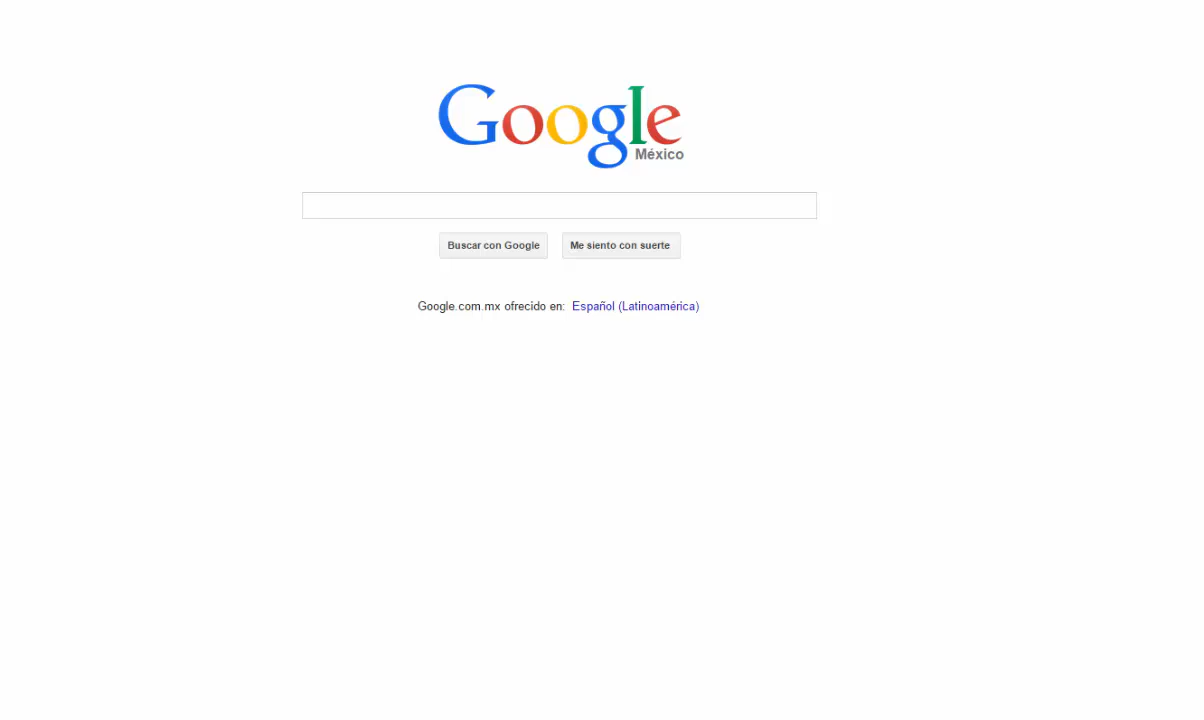 Google
México
Buscar con Google
Me siento con suerte
Google.com.mx ofrecido en: Español (Latinoamérica)